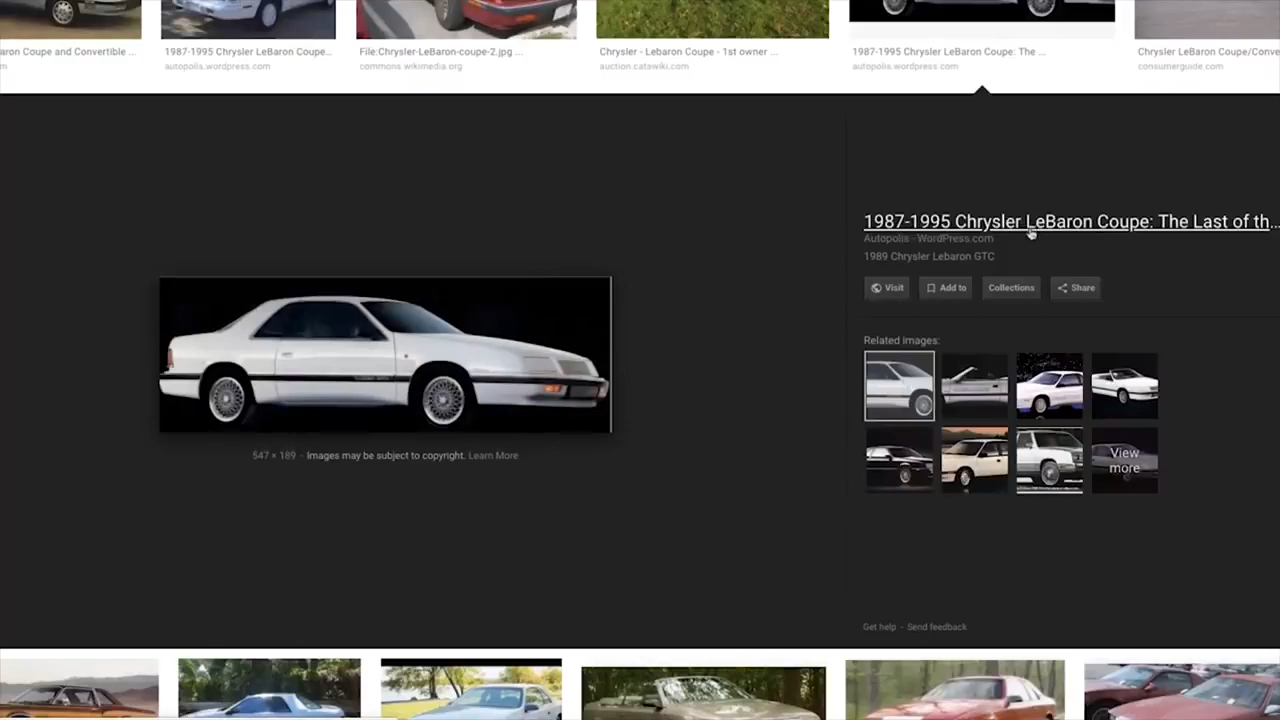 aron Coupe and Convertible ...
m
1987-1995 Chrysler LeBaron Coupe...
autopolis.wordpress.com
File:Chrysler-LeBaron-coupe-2.jpg ...
commons.wikimedia.org
Chrysler - Lebaron Coupe - 1st owner ...
auction.catawiki.com
1987-1995 Chrysler LeBaron Coupe: The ...
autopolis.wordpress.com
Chrysler LeBaron Coupe/Conve
consumerguide.com
1987-1995 Chrysler LeBaron Coupe: The Last of th...
Autopolis - WordPress.com
1989 Chrysler Lebaron GTC
Visit
Add to
Collections
Share
Related images:
View
more
547 × 189 - Images may be subject to copyright. Learn More
Get help - Send feedback